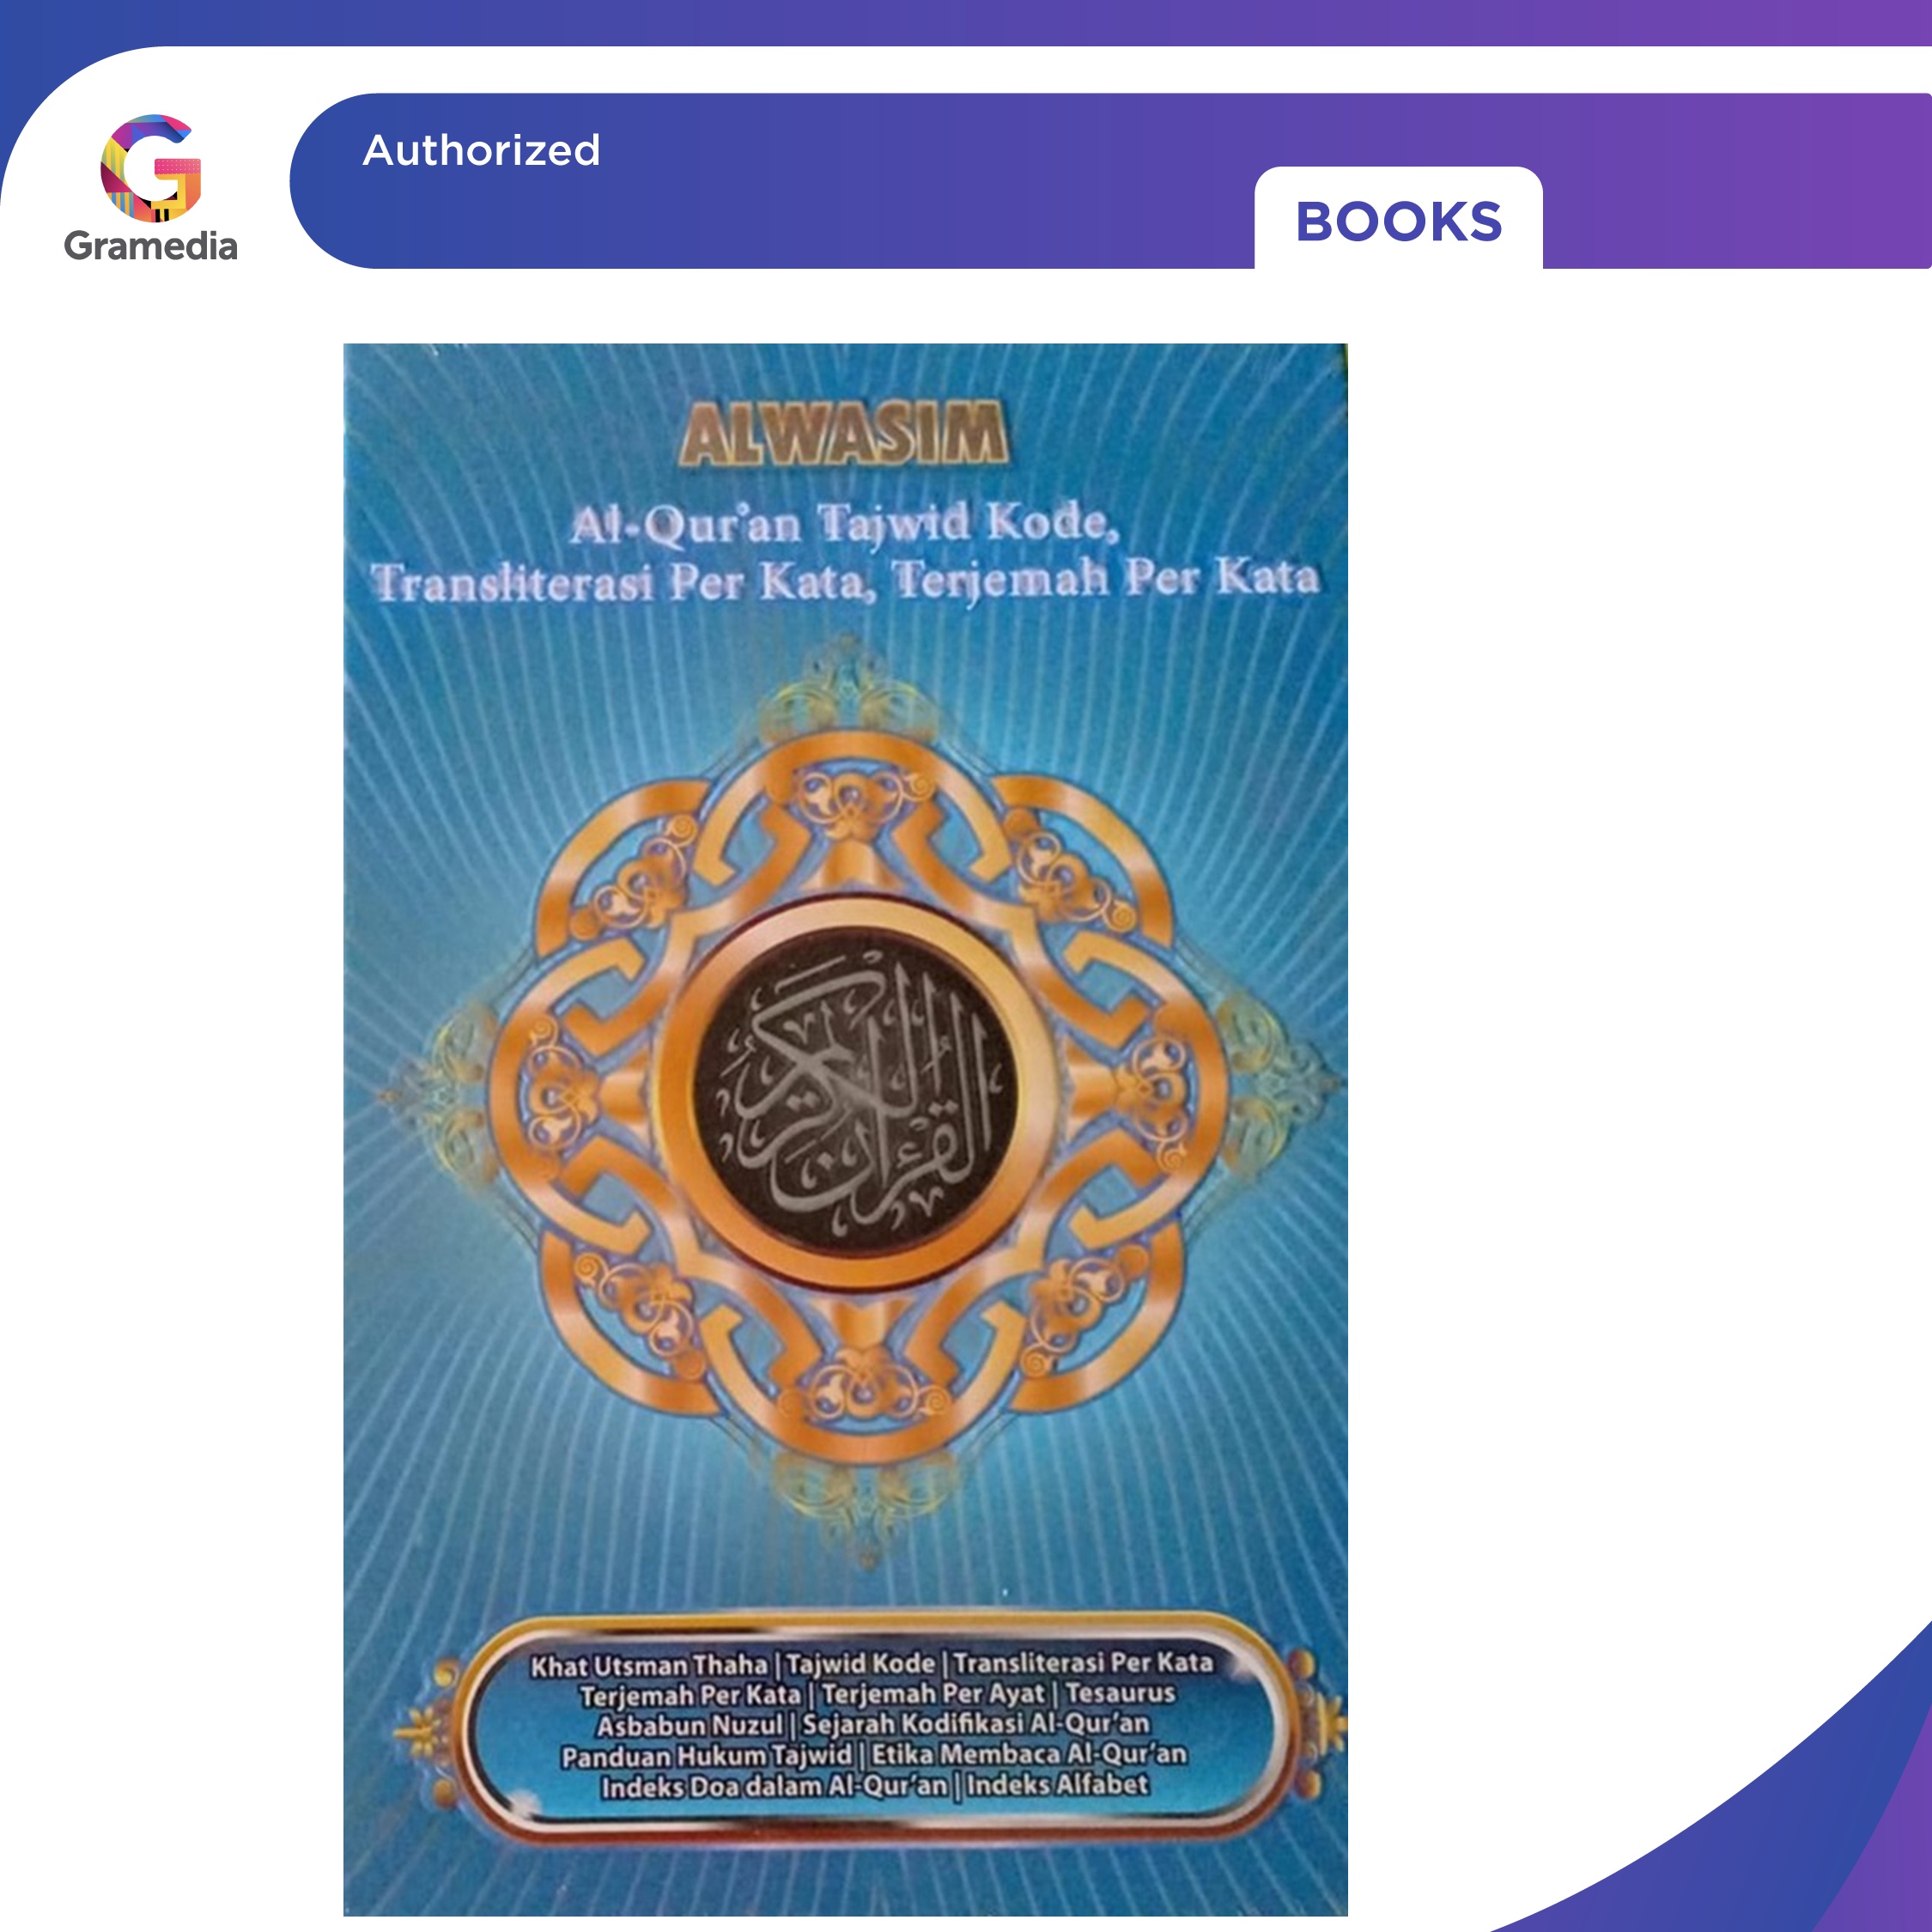 Gramedia
Authorized
BOOKS
ALWASIM
Al-Qur'an Tajwid Kode,
Transliterasi Per Kata, Terjemah Per Kata
القرآن الكريم
Khat Utsman Thaha | Tajwid Kode | Transliterasi Per Kata
Terjemah Per Kata | Terjemah Per Ayat | Tesaurus
Asbabun Nuzul | Sejarah Kodifikasi Al-Qur'an
Panduan Hukum Tajwid | Etika Membaca Al-Qur'an
Indeks Doa dalam Al-Qur'an | Indeks Alfabet